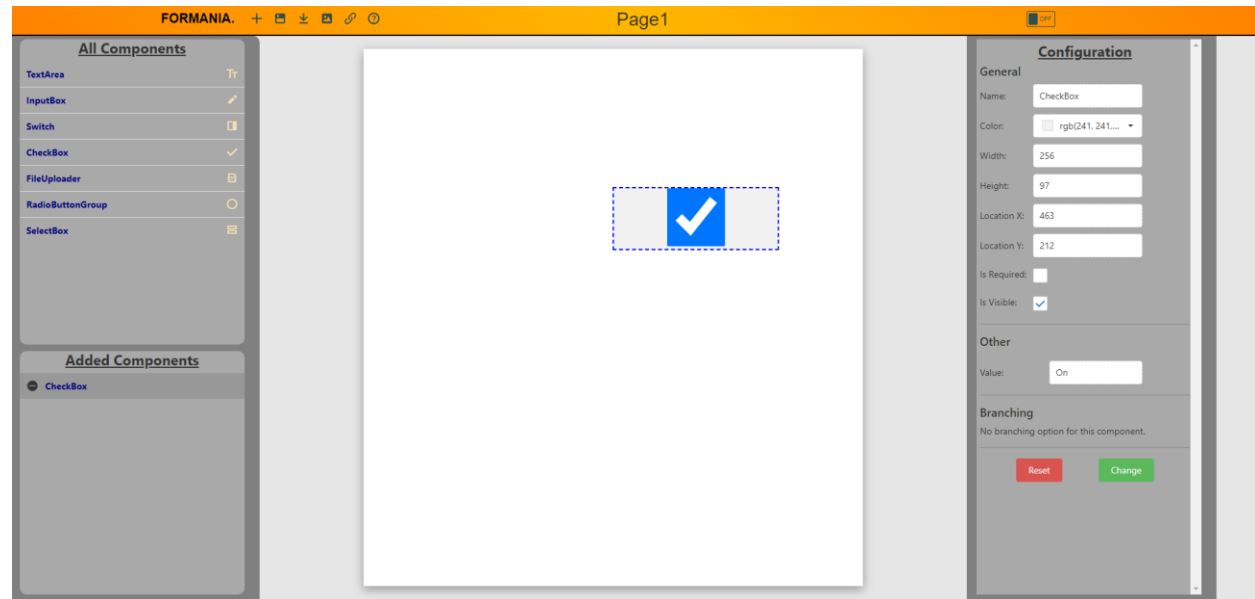 FORMANIA.
Page1
OFF
All Components
TextArea
Tт
InputBox
Switch
CheckBox
FileUploader
RadioButtonGroup
SelectBox
Added Components
CheckBox
Configuration
General
Name: CheckBox
Color: rgb(241, 241,...
Width: 256
Height: 97
Location X: 463
Location Y: 212
Is Required:
Is Visible:
Other
Value: On
Branching
No branching option for this component.
Reset Change